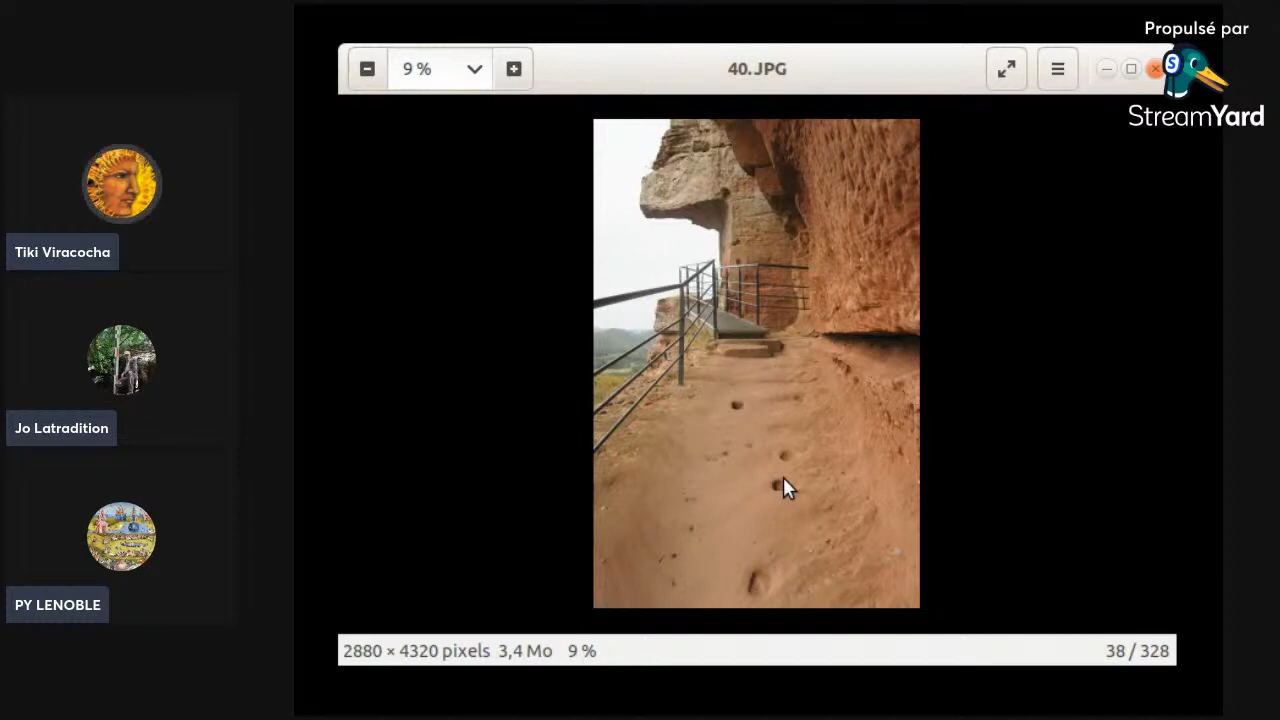 Propulsé par
StreamYard
9 %
40.JPG
Tiki Viracocha
Jo Latradition
PY LENOBLE
2880 × 4320 pixels 3,4 Mo 9 %
38 / 328